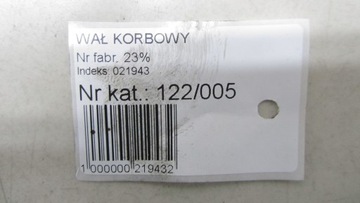 WAŁ KORBOWY
Nr fabr. 23%
Indeks: 021943
Nr kat.: 122/005
1 000000 219432